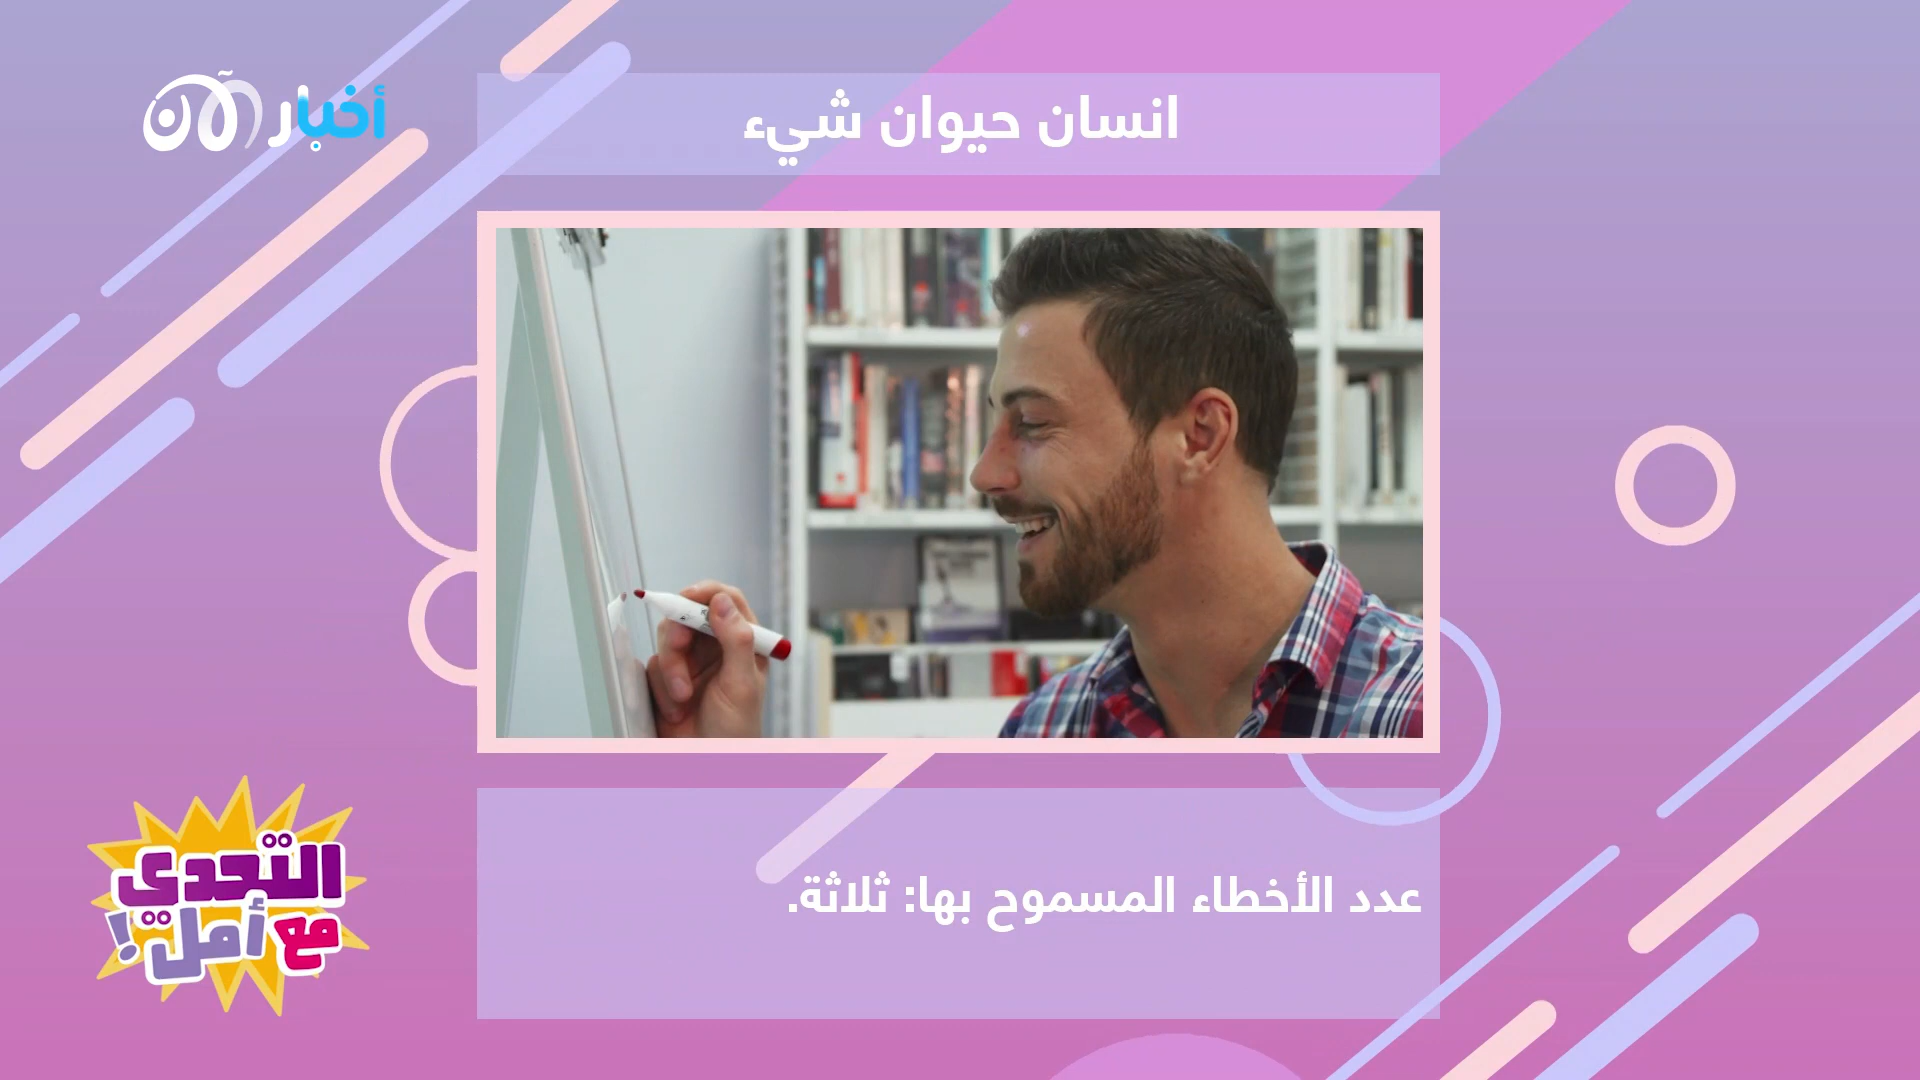 أخبار الآن
انسان حيوان شيء
عدد الأخطاء المسموح بها: ثلاثة.
التحدي
مع أمل!